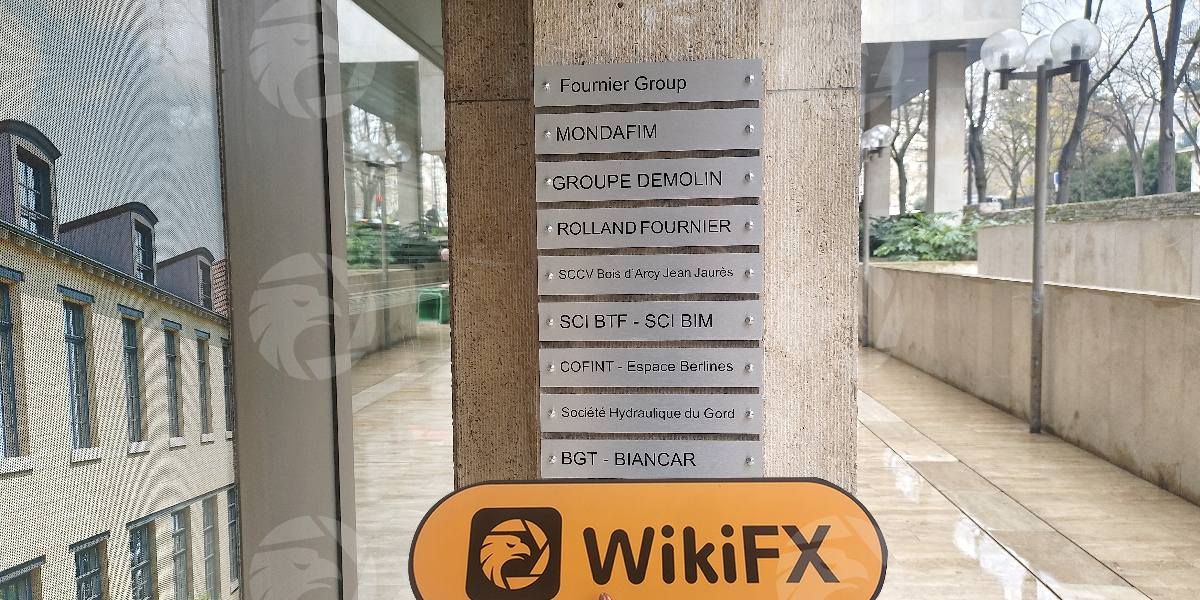 Fournier Group
MONDAFIM
GROUPE DEMOLIN
ROLLAND FOURNIER
SCCV Bois d'Arcy Jean Jaurès
SCI BTF - SCI BIM
COFINT - Espace Berlines
Société Hydraulique du Gord
BGT - BIANCAR
WikiFX